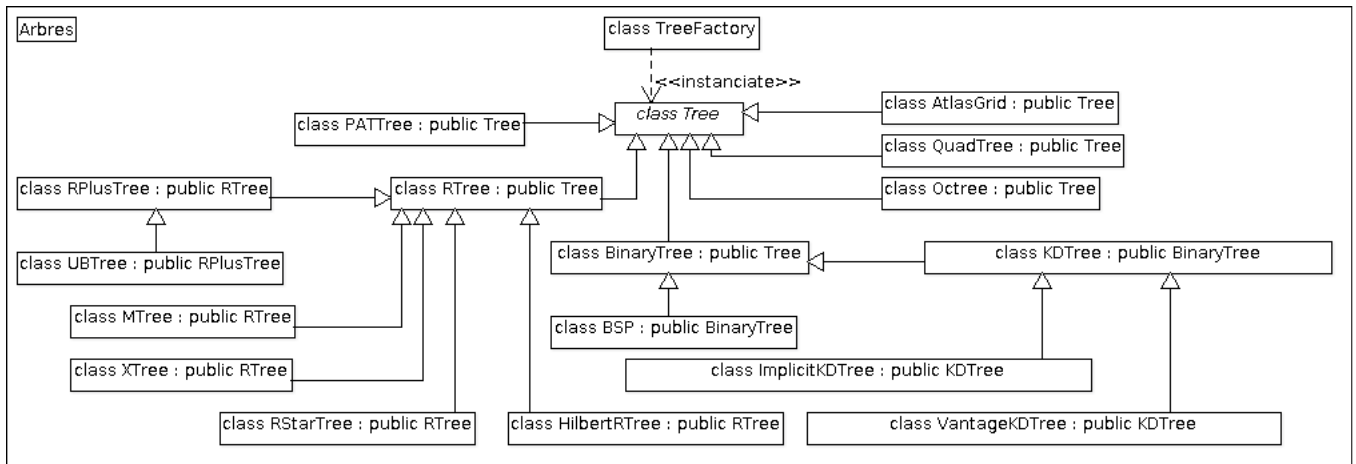 Arbres
class TreeFactory
<<instanciate>>
class Tree
class AtlasGrid : public Tree
class PATTree : public Tree
class QuadTree : public Tree
class RPlusTree : public RTree
class RTree : public Tree
class Octree : public Tree
class UBTree : public RPlusTree
class BinaryTree : public Tree
class KDTree : public BinaryTree
class MTree : public RTree
class BSP : public BinaryTree
class XTree : public RTree
class ImplicitKDTree : public KDTree
class RStarTree : public RTree
class HilbertRTree : public RTree
class VantageKDTree : public KDTree